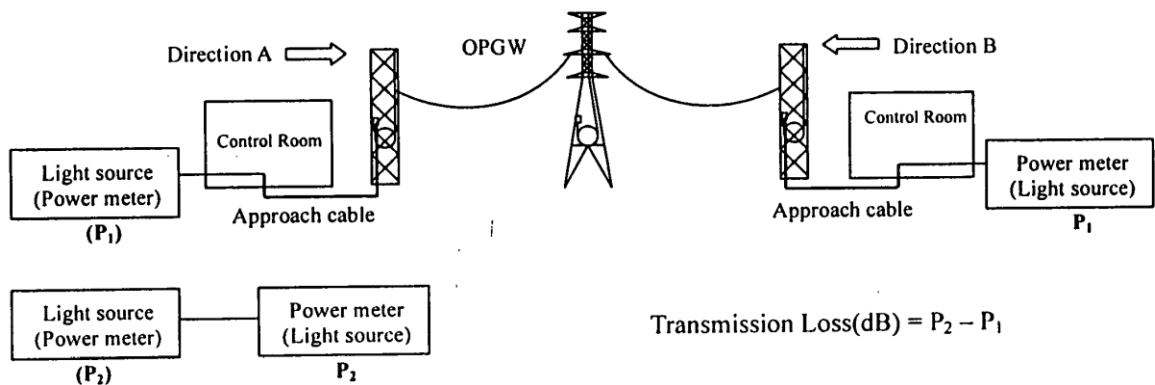 Direction A
OPGW
Direction B
Control Room
Control Room
Light source
(Power meter)
(P₁)
Approach cable
Approach cable
Power meter
(Light source)
P₁
Light source
(Power meter)
(P₂)
Power meter
(Light source)
P₂
Transmission Loss(dB) = P₂ – P₁